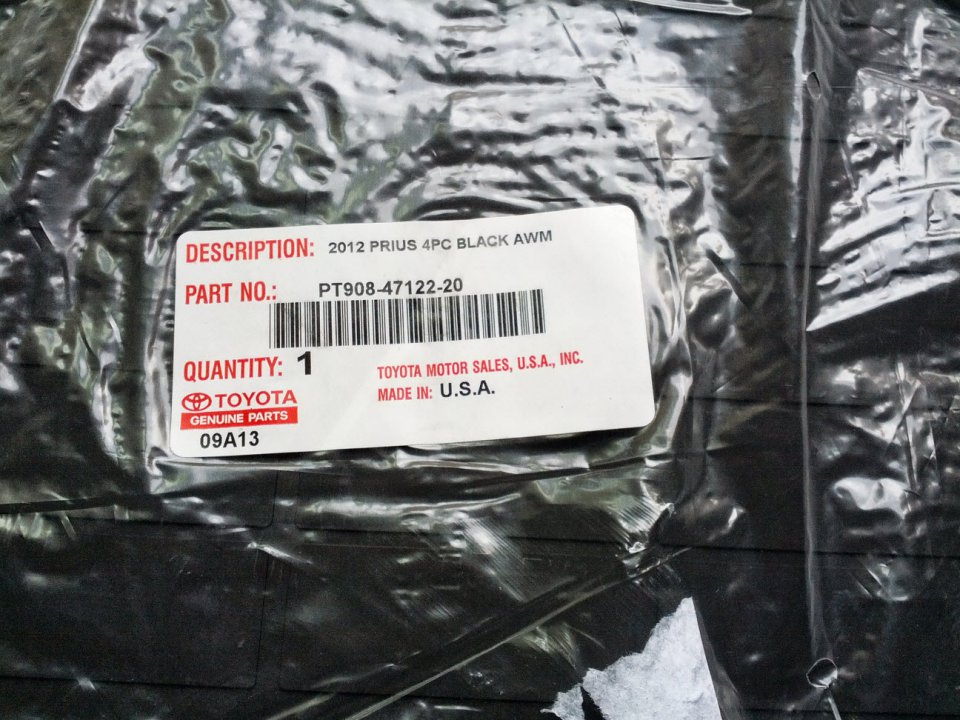 DESCRIPTION: 2012 PRIUS 4PC BLACK AWM
PART NO.: PT908-47122-20
QUANTITY: 1
TOYOTA MOTOR SALES, U.S.A., INC.
MADE IN: U.S.A.
TOYOTA
GENUINE PARTS
09A13